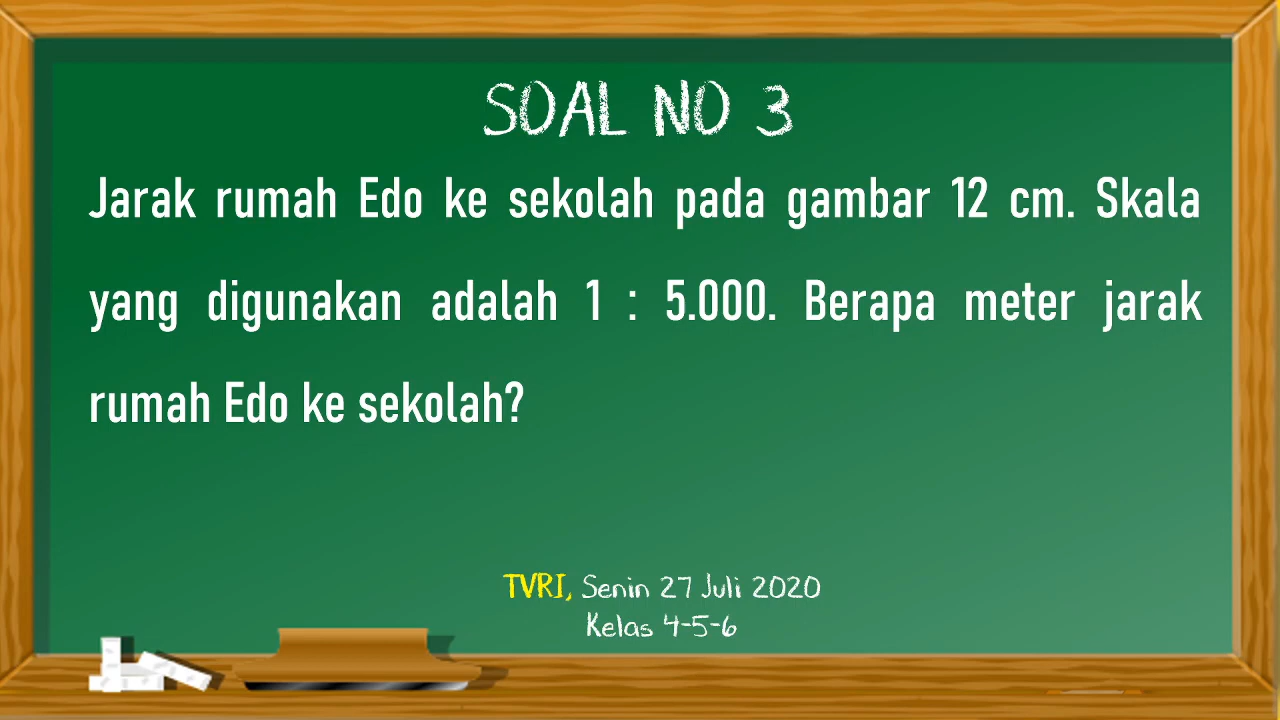 SOAL NO 3
Jarak rumah Edo ke sekolah pada gambar 12 cm. Skala
yang digunakan adalah 1 : 5.000. Berapa meter jarak
rumah Edo ke sekolah?
TVRI, Senin 27 Juli 2020
Kelas 4-5-6